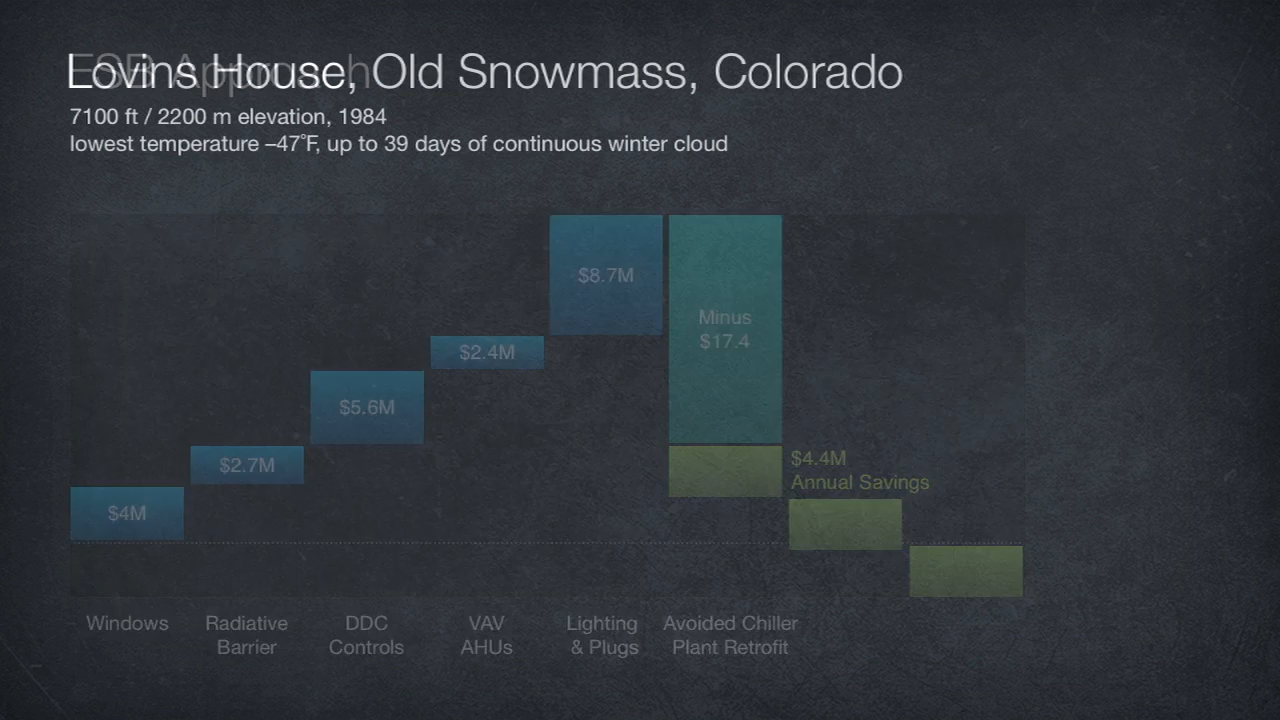 ESB Approach
Lovins House, Old Snowmass, Colorado
7100 ft / 2200 m elevation, 1984
lowest temperature –47˚F, up to 39 days of continuous winter cloud
$8.7M
Minus
$17.4
$2.4M
$5.6M
$2.7M
$4.4M
Annual Savings
$4M
Windows
Radiative
Barrier
DDC
Controls
VAV
AHUs
Lighting
& Plugs
Avoided Chiller
Plant Retrofit